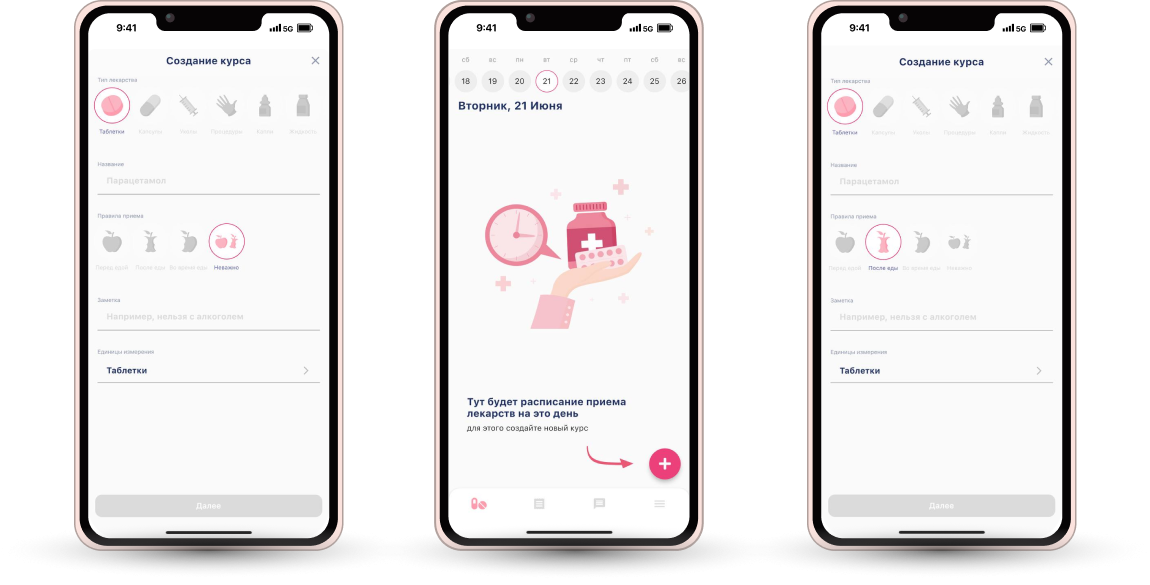 9:41
5G
Создание курса
Тип лекарства
Таблетки
Капсулы
Уколы
Процедуры
Капли
Жидкость
Название
Парацетамол
Правила приема
Перед едой
После еды
Во время еды
Неважно
Заметка
Например, нельзя с алкоголем
Единицы измерения
Таблетки
Далее
9:41
5G
сб вс пн вт ср чт пт сб вс
18 19 20 21 22 23 24 25 26
Вторник, 21 Июня
Тут будет расписание приема
лекарств на это день
для этого создайте новый курс
9:41
5G
Создание курса
Тип лекарства
Таблетки
Капсулы
Уколы
Процедуры
Капли
Жидкость
Название
Парацетамол
Правила приема
Перед едой
После еды
Во время еды
Неважно
Заметка
Например, нельзя с алкоголем
Единицы измерения
Таблетки
Далее